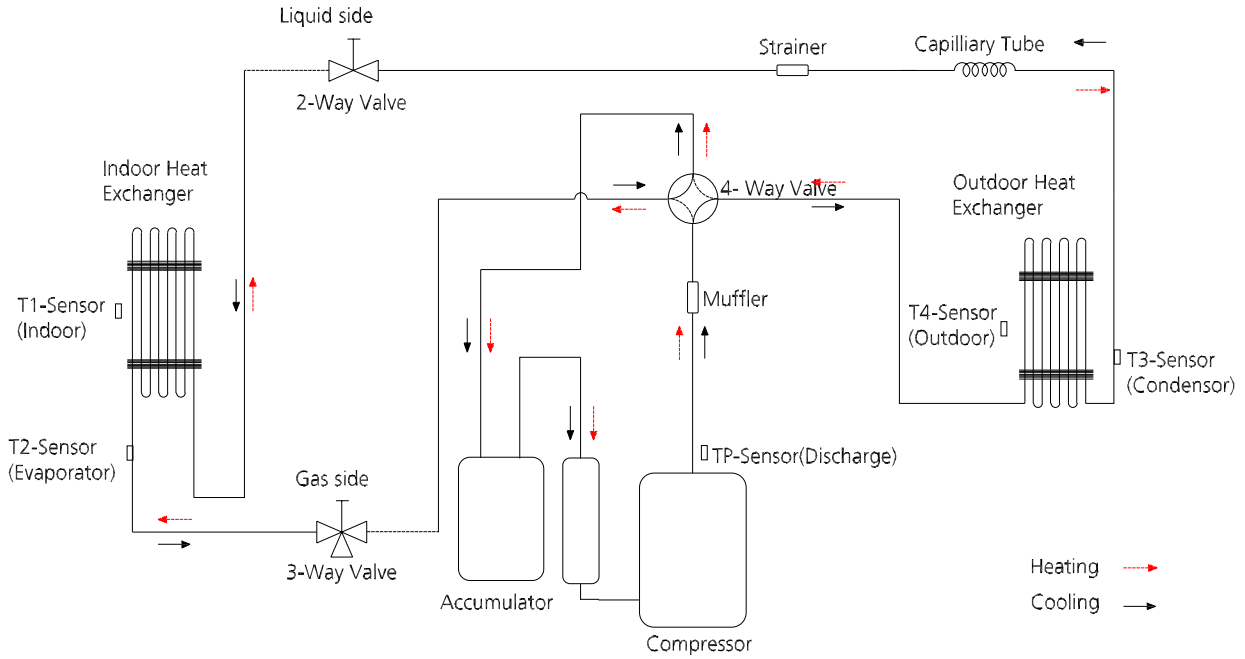 Liquid side
2-Way Valve
Strainer
Capilliary Tube
Indoor Heat
Exchanger
4- Way Valve
Outdoor Heat
Exchanger
T1-Sensor
(Indoor)
Muffler
T4-Sensor
(Outdoor)
T3-Sensor
(Condensor)
T2-Sensor
(Evaporator)
TP-Sensor(Discharge)
Gas side
3-Way Valve
Accumulator
Compressor
Heating
Cooling